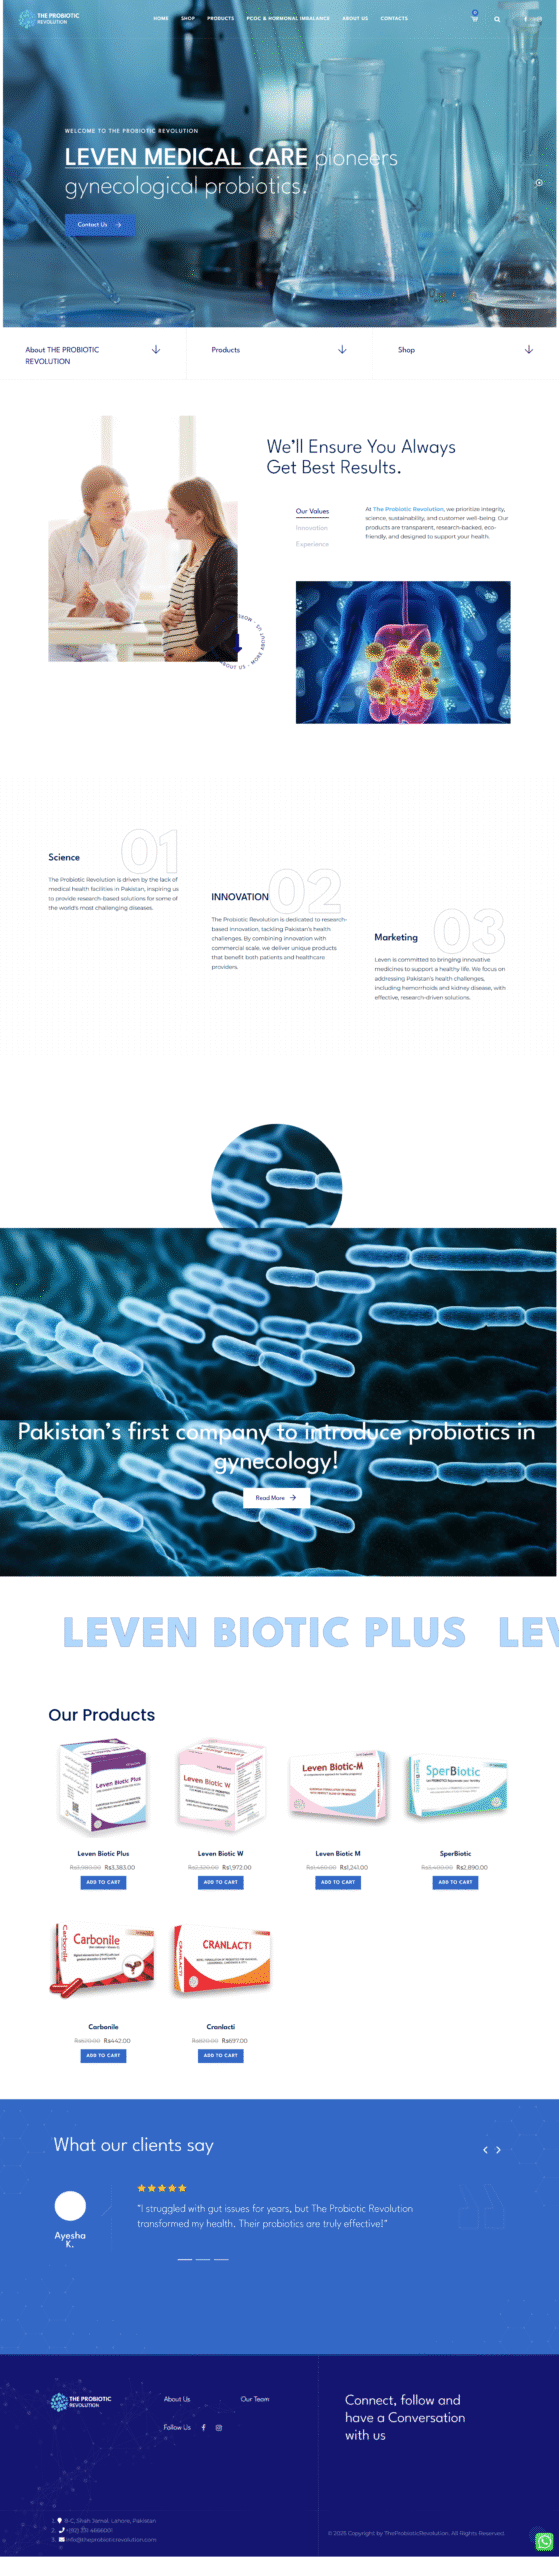 THE PROBIOTIC
REVOLUTION
HOME SHOP PRODUCTS PCOC & HORMONAL IMBALANCE ABOUT US CONTACTS
0
WELCOME TO THE PROBIOTIC REVOLUTION
LEVEN MEDICAL CARE pioneers
gynecological probiotics.
Contact Us
About THE PROBIOTIC
REVOLUTION
Products
Shop
We'll Ensure You Always
Get Best Results.
Our Values
Innovation
Experience
At The Probiotic Revolution, we prioritize integrity,
science, sustainability, and customer well-being. Our
products are transparent, research-backed, eco-
friendly, and designed to support your health.
MORE ABOUT US
01
Science
The Probiotic Revolution is driven by the lack of
medical health facilities in Pakistan, inspiring us
to provide research-based solutions for some of
the world's most challenging diseases.
02
INNOVATION
The Probiotic Revolution is dedicated to research-
based innovation, tackling Pakistan's health
challenges. By combining innovation with
commercial scale, we deliver unique products
that benefit both patients and healthcare
providers.
03
Marketing
Leven is committed to bringing innovative
medicines to support a healthy life. We focus on
addressing Pakistan's health challenges,
including hemorrhoids and kidney disease, with
effective, research-driven solutions.
Pakistan's first company to introduce probiotics in
gynecology!
Read More
LEVEN BIOTIC PLUS LEV
Our Products
Leven Biotic Plus
Leven Biotic W
Leven Biotic-M
SperBiotic
Leven Biotic Plus
Rs3,980.00 Rs3,383.00
ADD TO CART
Leven Biotic W
Rs2,320.00 Rs1,972.00
ADD TO CART
Leven Biotic M
Rs1,460.00 Rs1,241.00
ADD TO CART
SperBiotic
Rs3,400.00 Rs2,890.00
ADD TO CART
Carbonile
Carbonile
CRANLACTI
CRANLACTI
Carbonile
Rs520.00 Rs442.00
ADD TO CART
Cranlacti
Rs820.00 Rs697.00
ADD TO CART
What our clients say
Ayesha
K.
"I struggled with gut issues for years, but The Probiotic Revolution
transformed my health. Their probiotics are truly effective!"
THE PROBIOTIC
REVOLUTION
About Us
Our Team
Follow Us
Connect, follow and
have a Conversation
with us
1. 8-C, Shah Jamal, Lahore, Pakistan
2. +(92) 311 4666001
3. info@theprobioticrevolution.com
© 2025 Copyright by TheProbioticRevolution. All Rights Reserved.